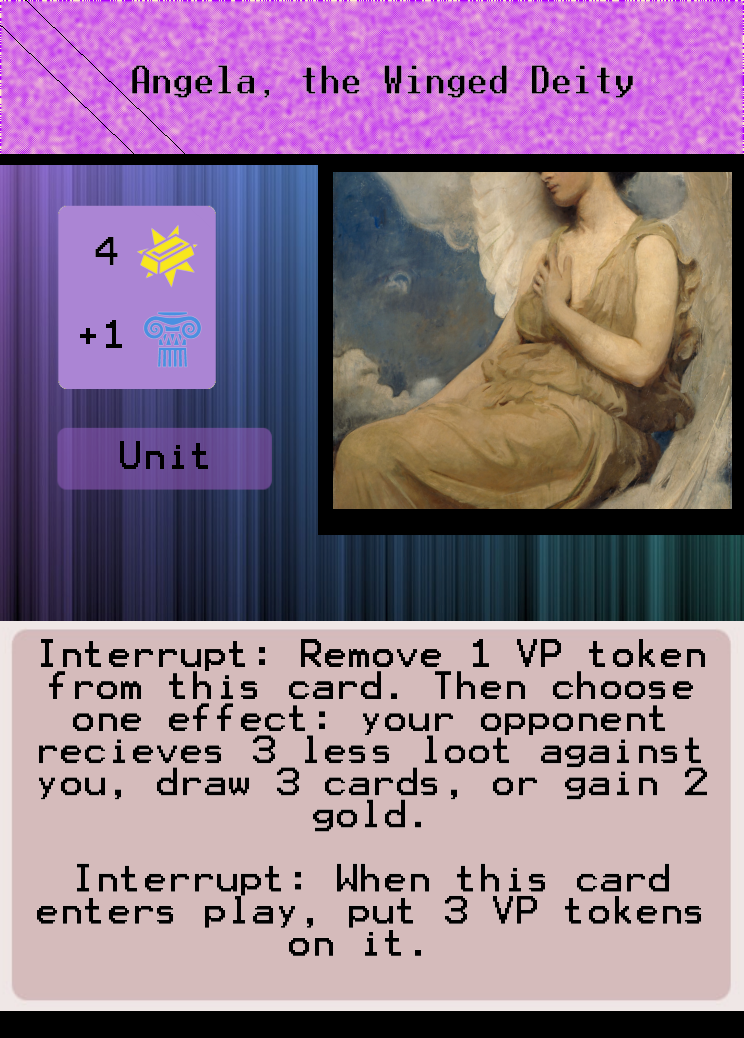 Angela, the Winged Deity
4
+1
Unit
Interrupt: Remove 1 VP token
from this card. Then choose
one effect: your opponent
recieves 3 less loot against
you, draw 3 cards, or gain 2
gold.
Interrupt: When this card
enters play, put 3 VP tokens
on it.